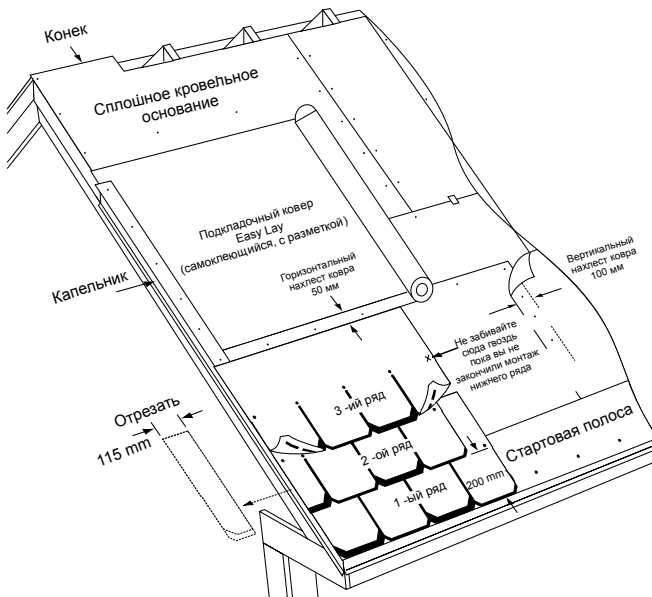 Конек
Сплошное кровельное
основание
Подкладочный ковер
Easy Lay
(самоклеющийся, с разметкой)
Горизонтальный
нахлест ковра
50 мм
Вертикальный
нахлест ковра
100 мм
Капельник
Не забивайте
сюда гвоздь
пока вы не
закончили монтаж
нижнего ряда
x
Отрезать
115 mm
3 -ий ряд
2 -ой ряд
1 -ый ряд
200 mm
Стартовая полоса